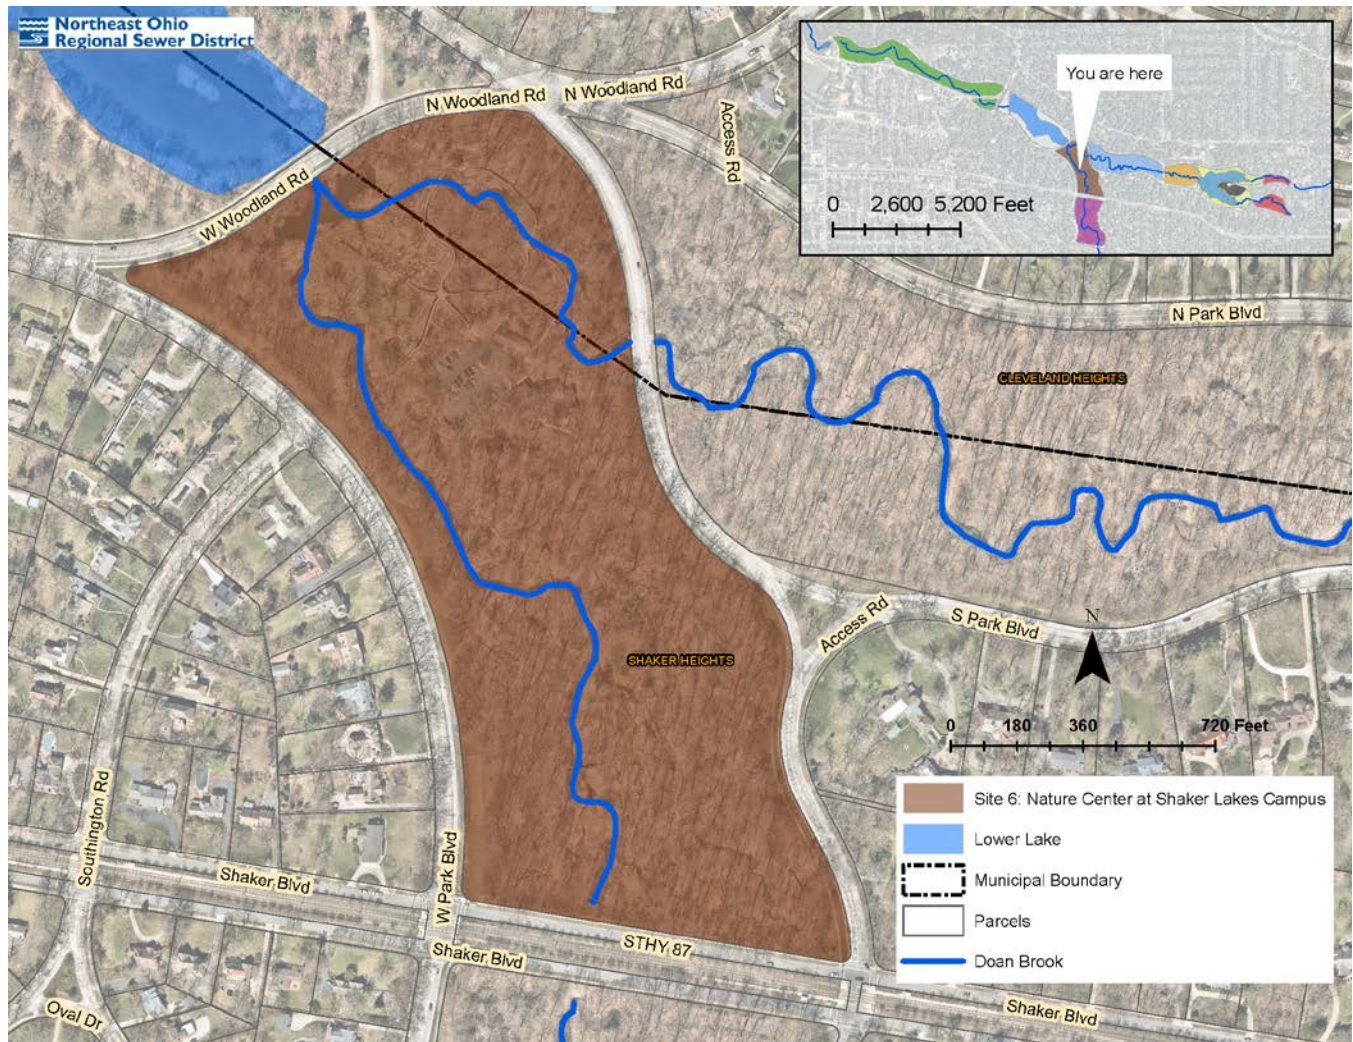 Northeast Ohio
Regional Sewer District
You are here
0 2,600 5,200 Feet
N Woodland Rd
N Woodland Rd
Access Rd
W Woodland Rd
N Park Blvd
CLEVELAND HEIGHTS
Access Rd
S Park Blvd
N
SHAKER HEIGHTS
0 180 360 720 Feet
Southington Rd
Shaker Blvd
W Park Blvd
STHY 87
Shaker Blvd
Shaker Blvd
Oval Dr
Site 6: Nature Center at Shaker Lakes Campus
Lower Lake
Municipal Boundary
Parcels
Doan Brook